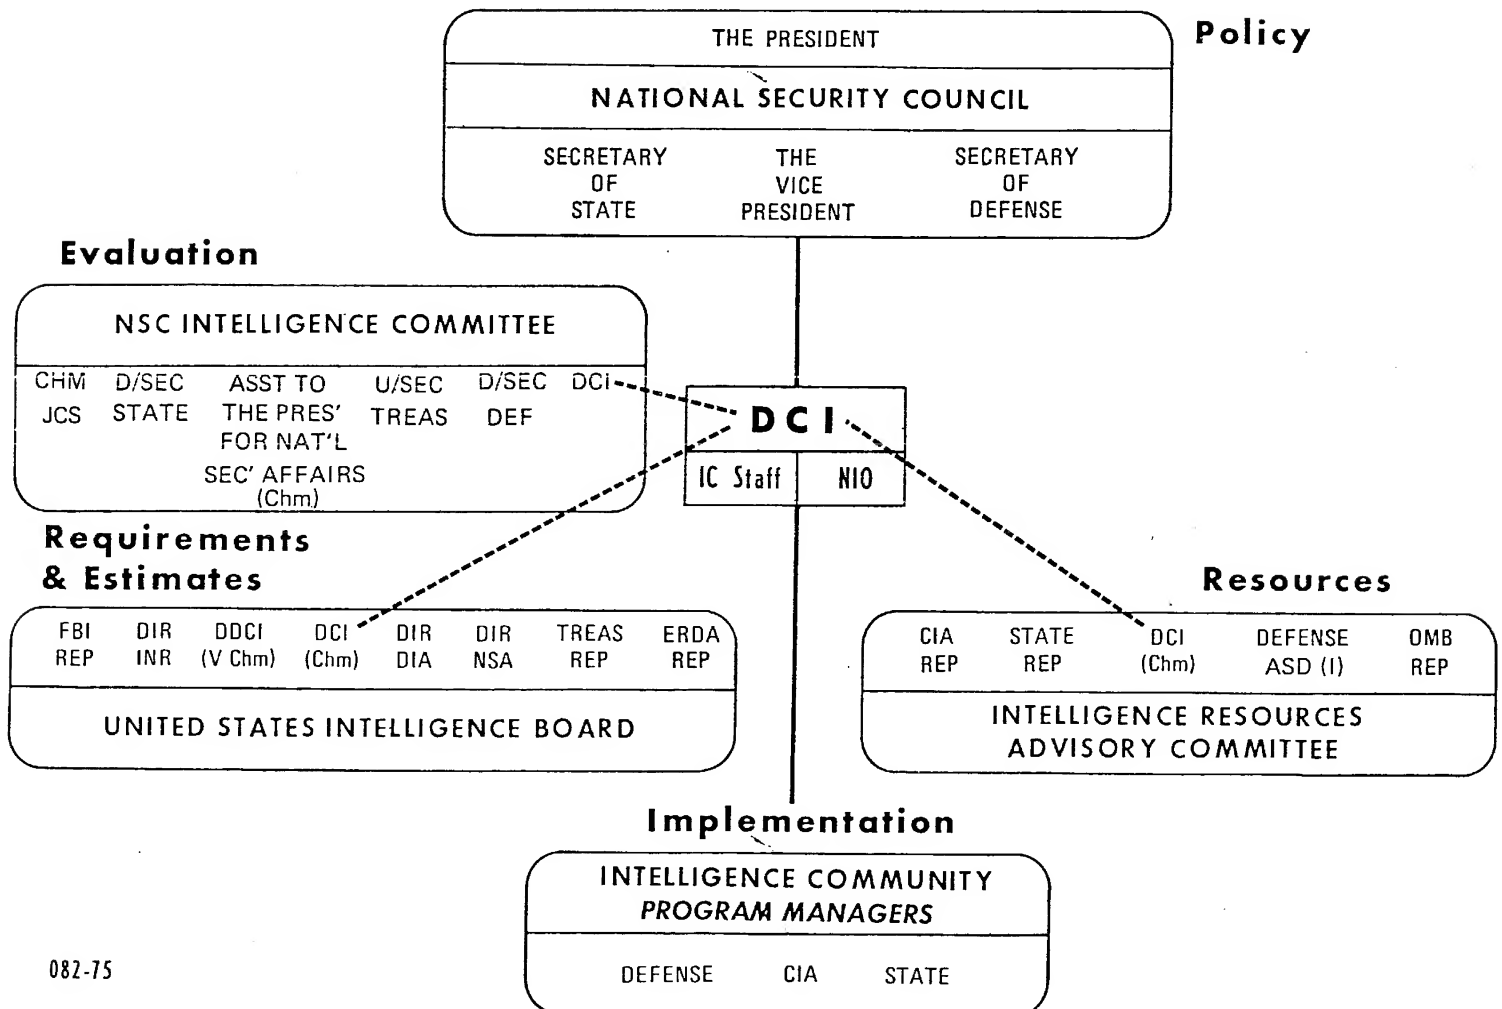 Policy
THE PRESIDENT
NATIONAL SECURITY COUNCIL
SECRETARY OF STATE
THE VICE PRESIDENT
SECRETARY OF DEFENSE
Evaluation
NSC INTELLIGENCE COMMITTEE
CHM JCS
D/SEC STATE
ASST TO THE PRES' FOR NAT'L SEC' AFFAIRS (Chm)
U/SEC TREAS
D/SEC DEF
DCI
DCI
IC Staff
NIO
Requirements
& Estimates
FBI REP
DIR INR
DDCI (V Chm)
DCI (Chm)
DIR DIA
DIR NSA
TREAS REP
ERDA REP
UNITED STATES INTELLIGENCE BOARD
Resources
CIA REP
STATE REP
DCI (Chm)
DEFENSE ASD (I)
OMB REP
INTELLIGENCE RESOURCES
ADVISORY COMMITTEE
Implementation
INTELLIGENCE COMMUNITY
PROGRAM MANAGERS
DEFENSE
CIA
STATE
082-75